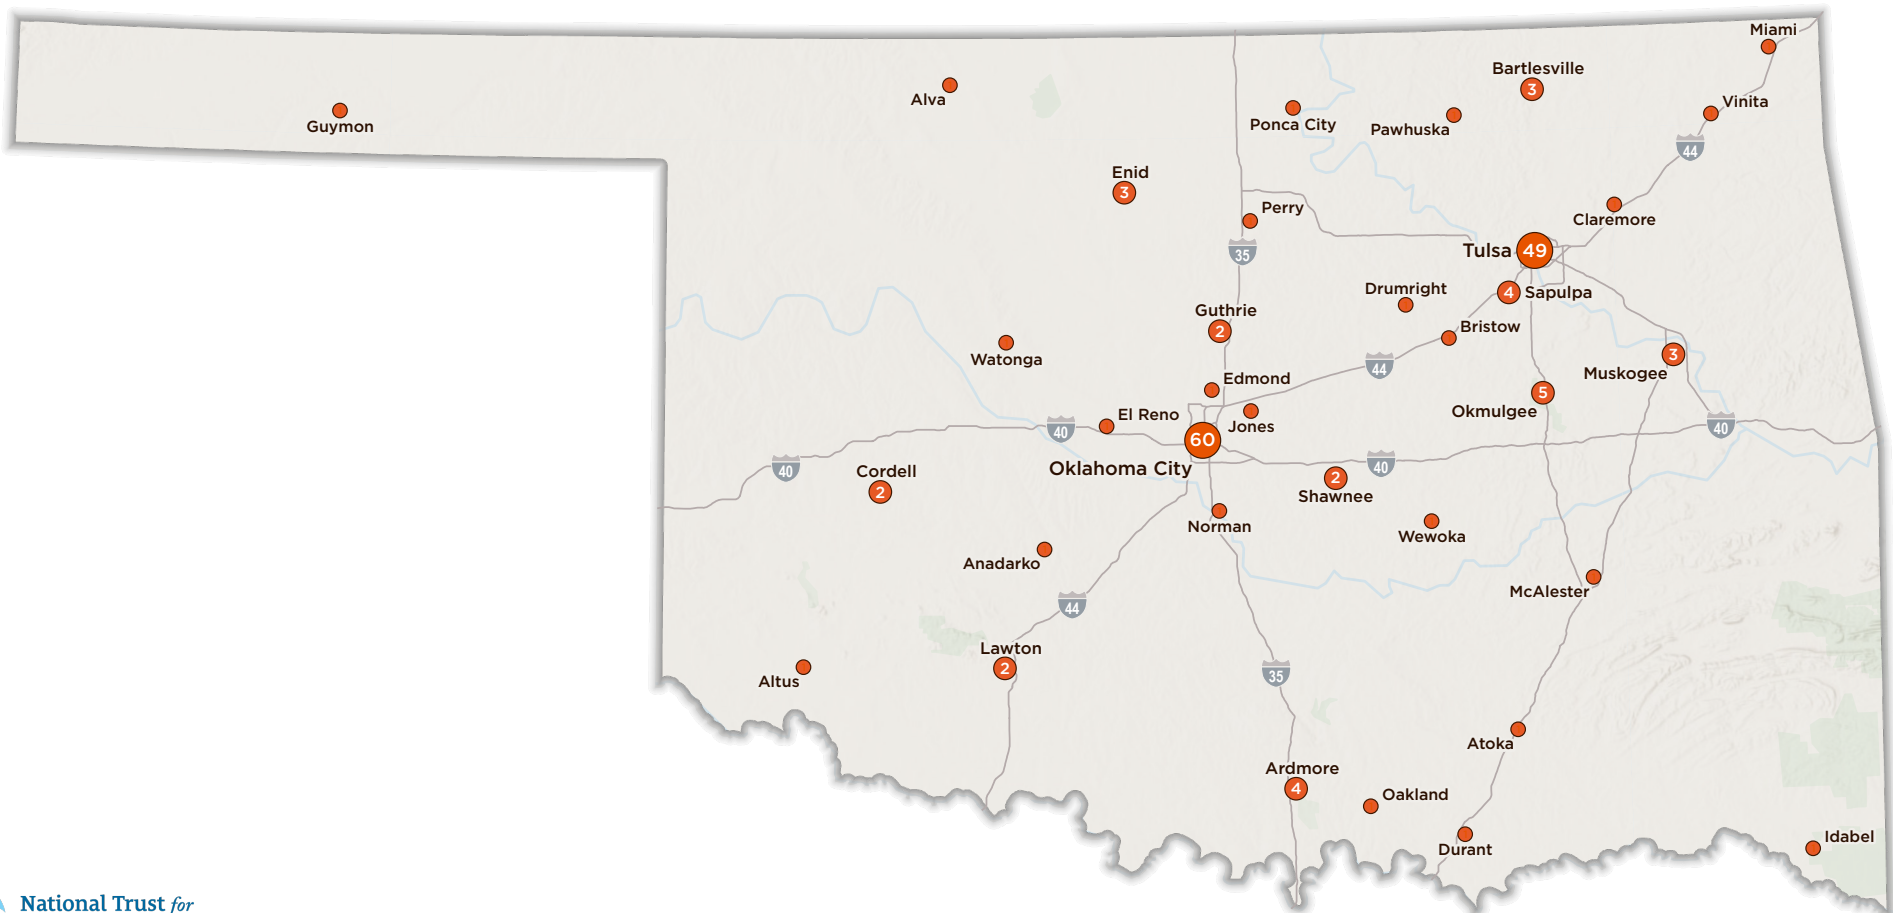 Miami
Bartlesville
3
Alva
Vinita
Guymon
Ponca City
Pawhuska
44
Enid
3
Perry
Claremore
35
Tulsa 49
Drumright
4 Sapulpa
Guthrie
2
Bristow
Watonga
44
3
Muskogee
Edmond
5
Okmulgee
El Reno
Jones
40
40
60
Oklahoma City
40
40
Cordell
2
2
Shawnee
Norman
Wewoka
Anadarko
McAlester
44
Lawton
2
35
Altus
Atoka
Ardmore
4
Oakland
Durant
Idabel
National Trust for